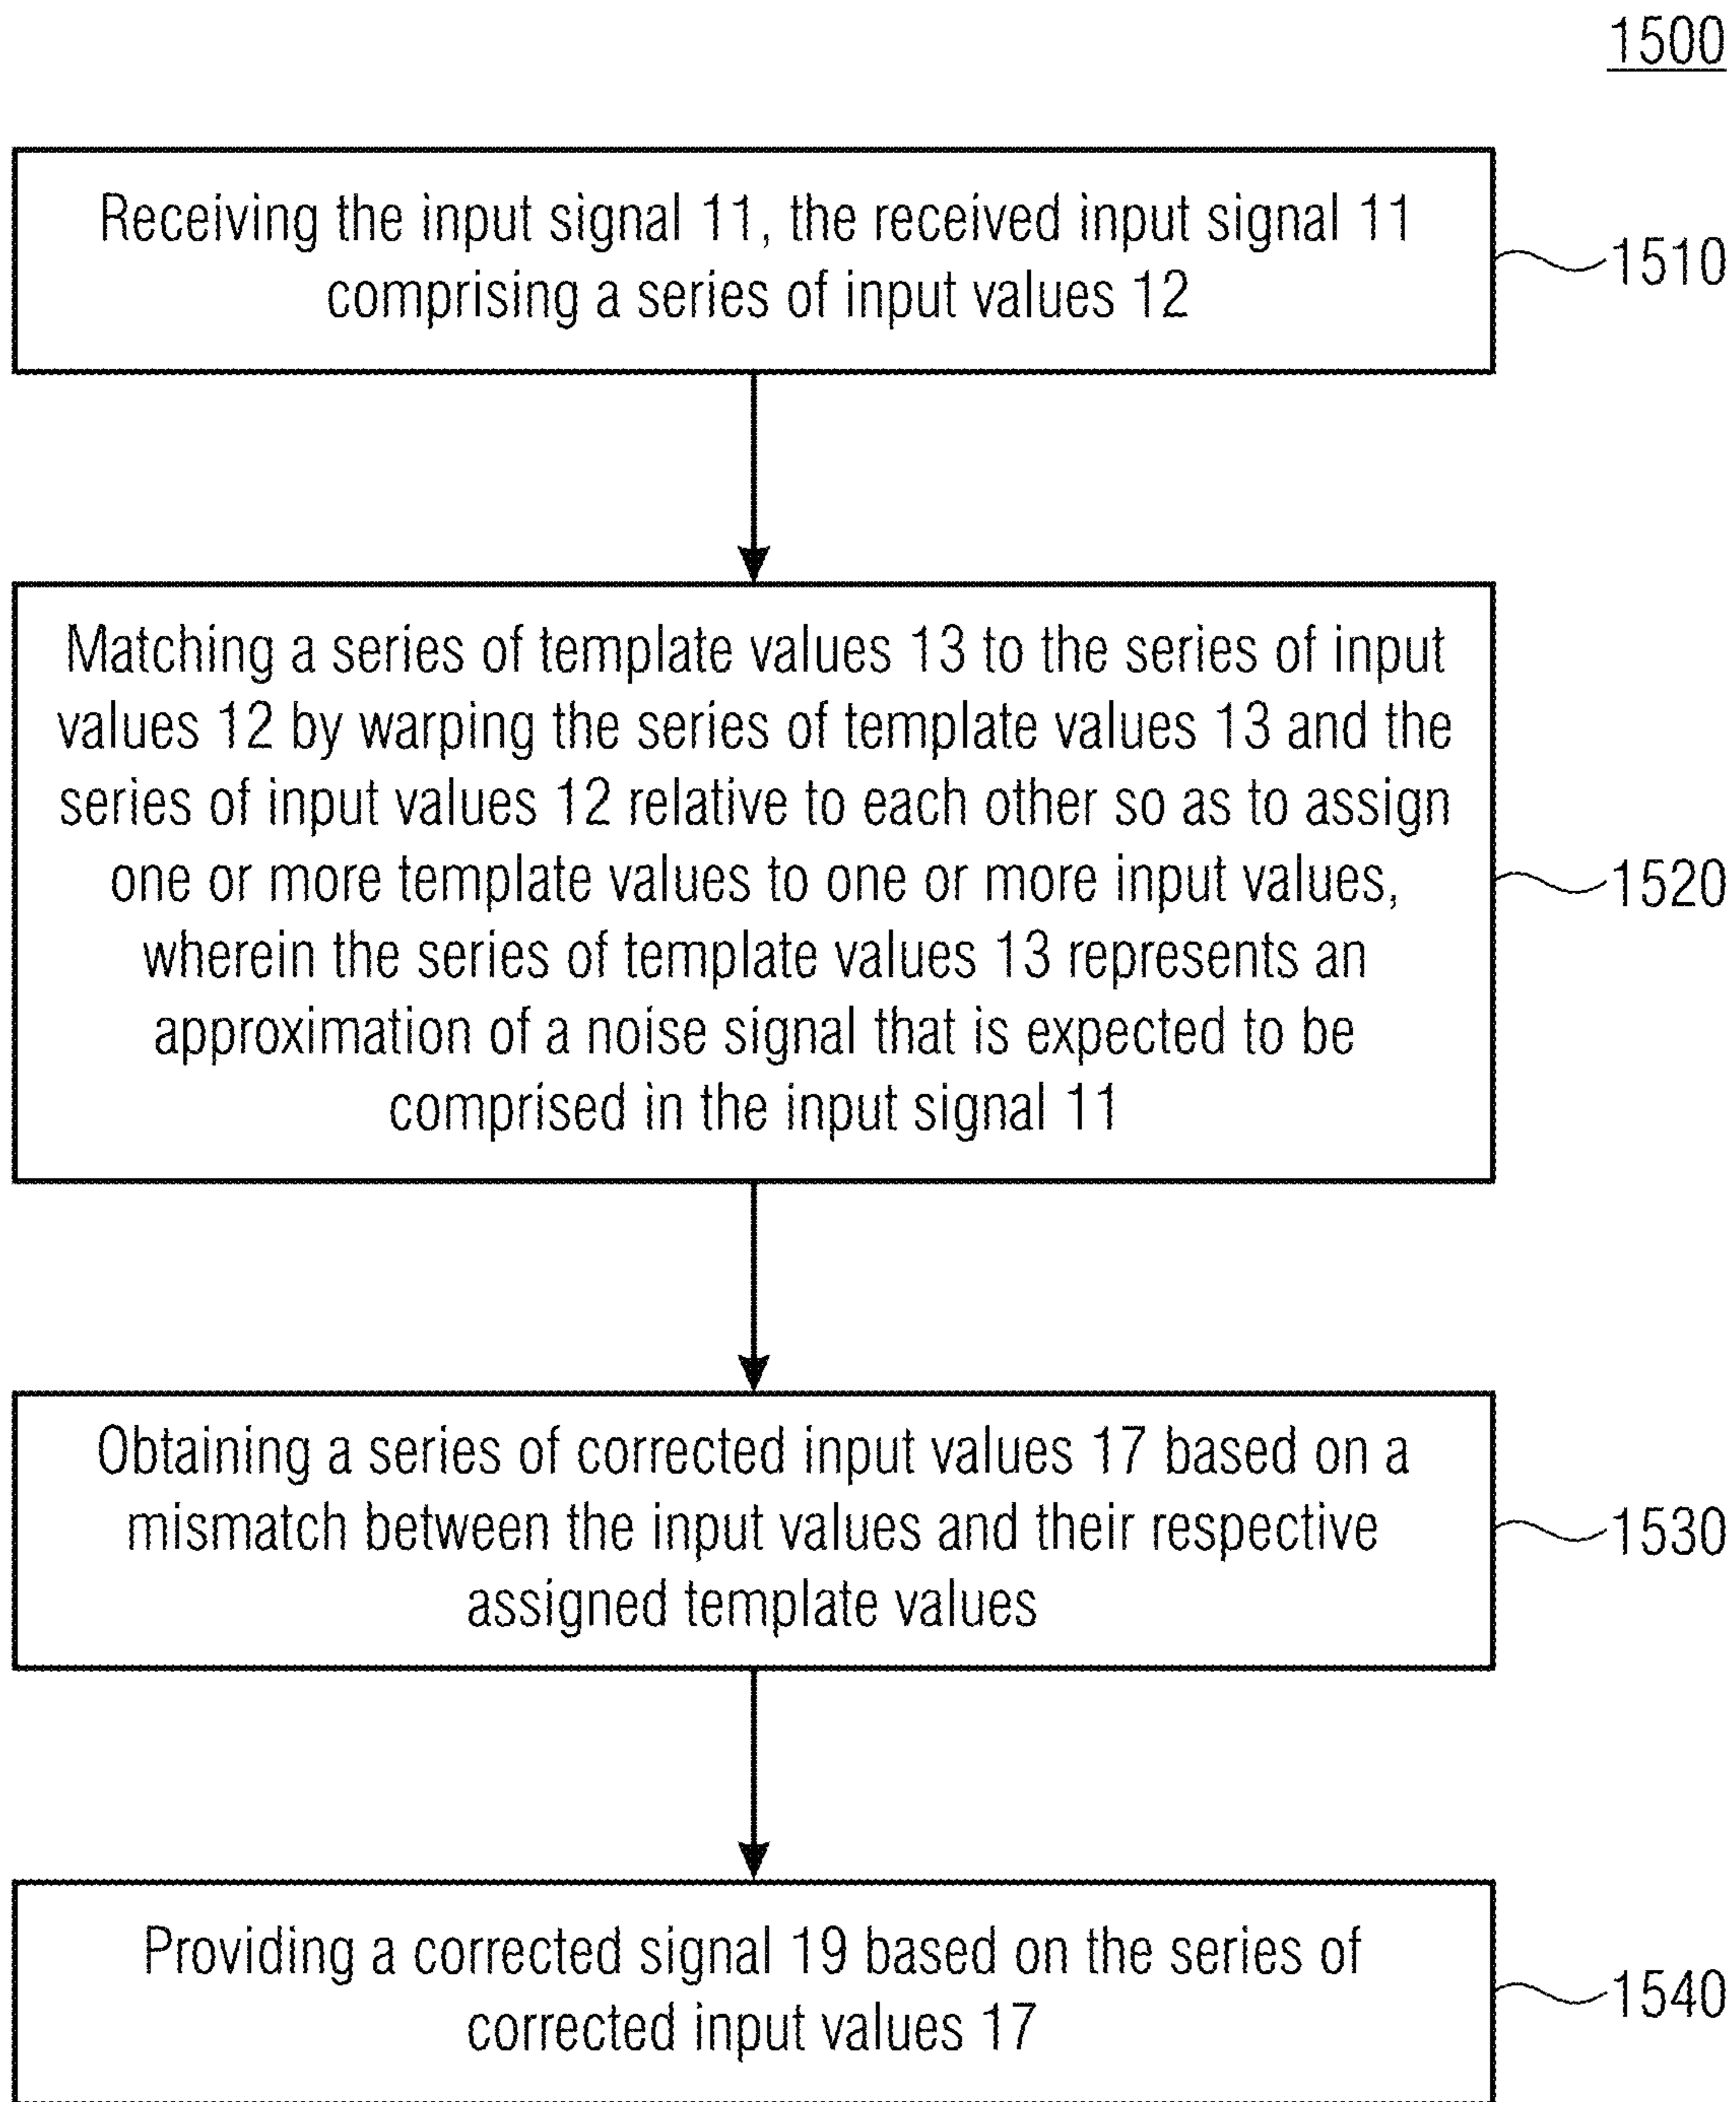 1500
Receiving the input signal 11, the received input signal 11
comprising a series of input values 12
1510
Matching a series of template values 13 to the series of input
values 12 by warping the series of template values 13 and the
series of input values 12 relative to each other so as to assign
one or more template values to one or more input values,
wherein the series of template values 13 represents an
approximation of a noise signal that is expected to be
comprised in the input signal 11
1520
Obtaining a series of corrected input values 17 based on a
mismatch between the input values and their respective
assigned template values
1530
Providing a corrected signal 19 based on the series of
corrected input values 17
1540